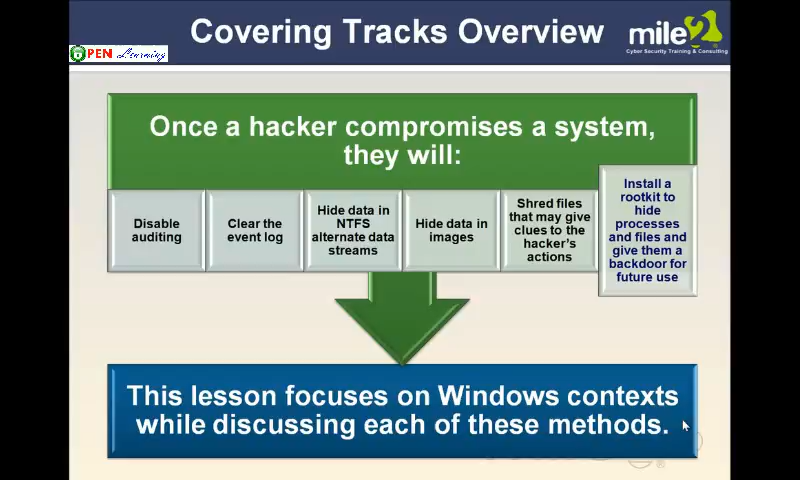 Covering Tracks Overview
mile2
Cyber Security Training & Consulting
OPEN Learning
Once a hacker compromises a system,
they will:
Disable
auditing
Clear the
event log
Hide data in
NTFS
alternate data
streams
Hide data in
images
Shred files
that may give
clues to the
hacker's
actions
Install a
rootkit to
hide
processes
and files and
give them a
backdoor for
future use
This lesson focuses on Windows contexts
while discussing each of these methods.